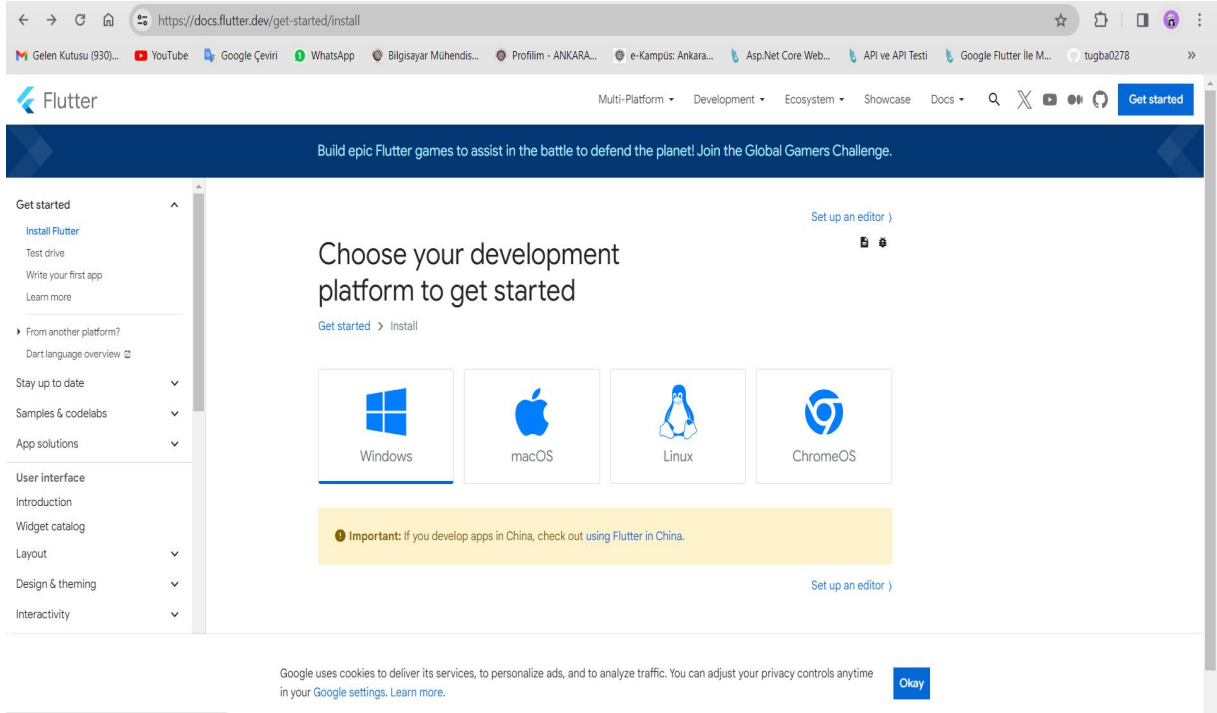 https://docs.flutter.dev/get-started/install
Gelen Kutusu (930)... YouTube Google Çeviri WhatsApp Bilgisayar Mühendis... Profilim - ANKARA... e-Kampüs: Ankara... Asp.Net Core Web... API ve API Testi Google Flutter İle M... tugba0278 »
Flutter Multi-Platform Development Ecosystem Showcase Docs Get started
Build epic Flutter games to assist in the battle to defend the planet! Join the Global Gamers Challenge.
Get started
Install Flutter
Test drive
Write your first app
Learn more
From another platform?
Dart language overview
Stay up to date
Samples & codelabs
App solutions
User interface
Introduction
Widget catalog
Layout
Design & theming
Interactivity
Set up an editor ⟩
Choose your development
platform to get started
Get started > Install
Windows macOS Linux ChromeOS
Important: If you develop apps in China, check out using Flutter in China.
Set up an editor ⟩
Google uses cookies to deliver its services, to personalize ads, and to analyze traffic. You can adjust your privacy controls anytime
in your Google settings. Learn more.
Okay